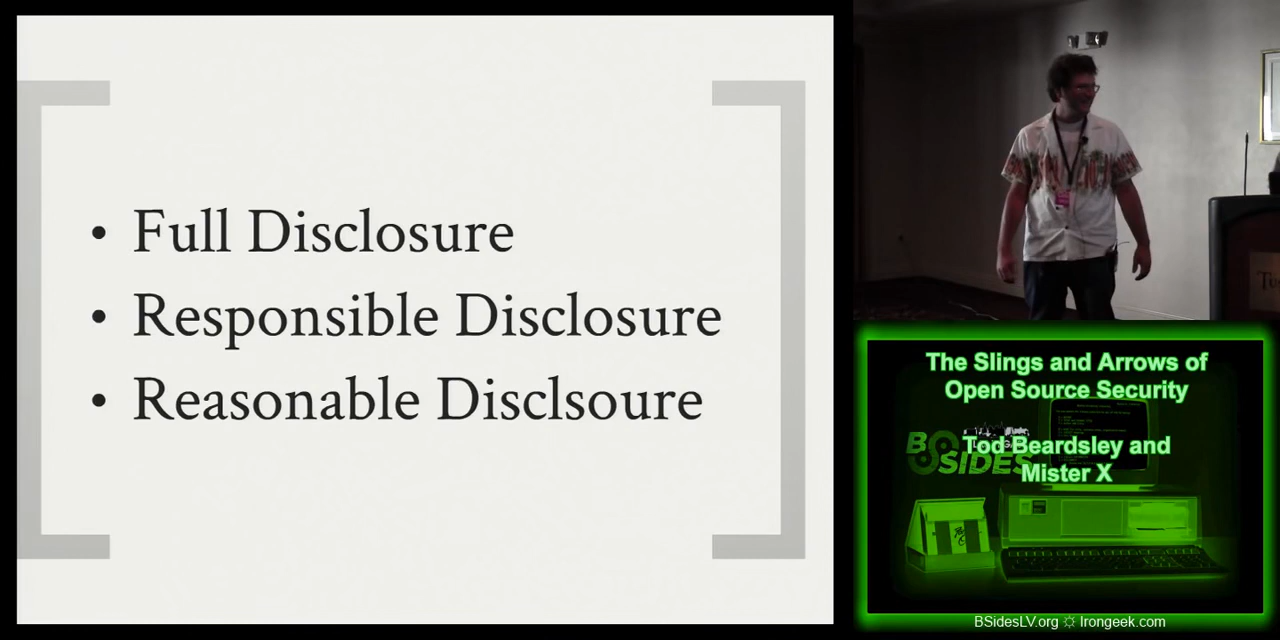 • Full Disclosure
• Responsible Disclosure
• Reasonable Disclsoure
The Slings and Arrows of
Open Source Security
BSIDES
Tod Beardsley and
Mister X
BSidesLV.org ☼ Irongeek.com